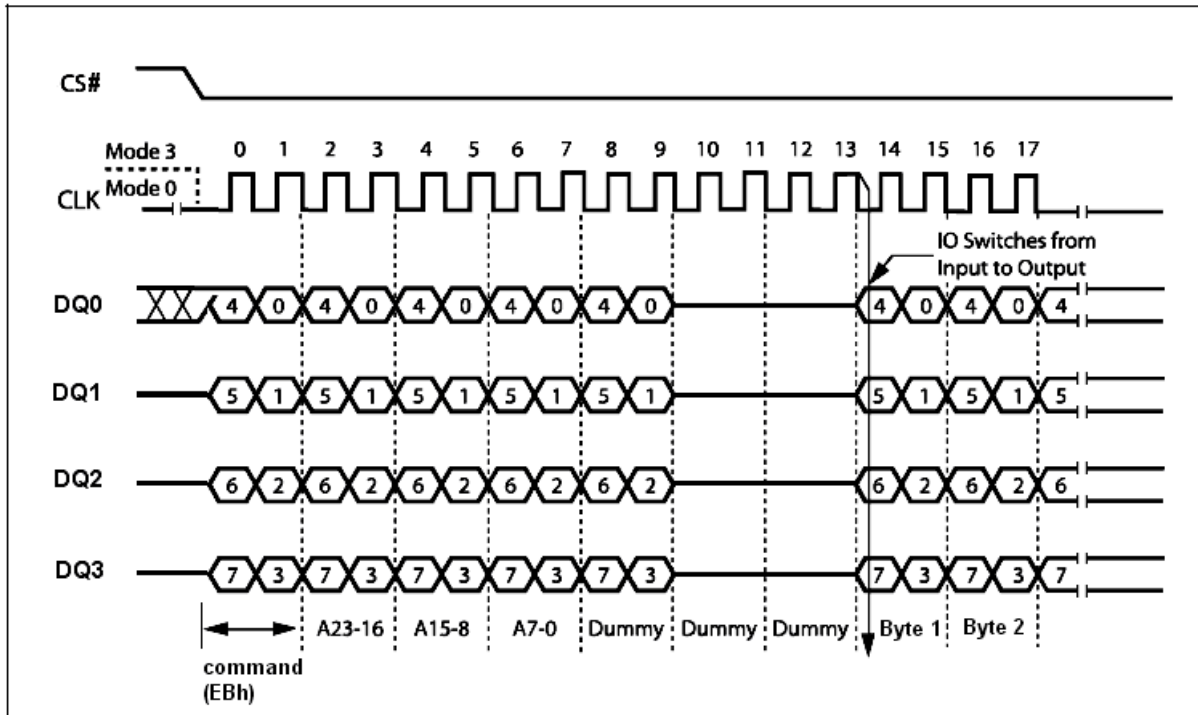 CS#
Mode 3
0 1 2 3 4 5 6 7 8 9 10 11 12 13 14 15 16 17
Mode 0
CLK
IO Switches from
Input to Output
DQ0 4 0 4 0 4 0 4 0 4 0 4 0 4 0 4
DQ1 5 1 5 1 5 1 5 1 5 1 5 1 5 1 5
DQ2 6 2 6 2 6 2 6 2 6 2 6 2 6 2 6
DQ3 7 3 7 3 7 3 7 3 7 3 7 3 7 3 7
A23-16 A15-8 A7-0 Dummy Dummy Dummy Byte 1 Byte 2
command
(EBh)